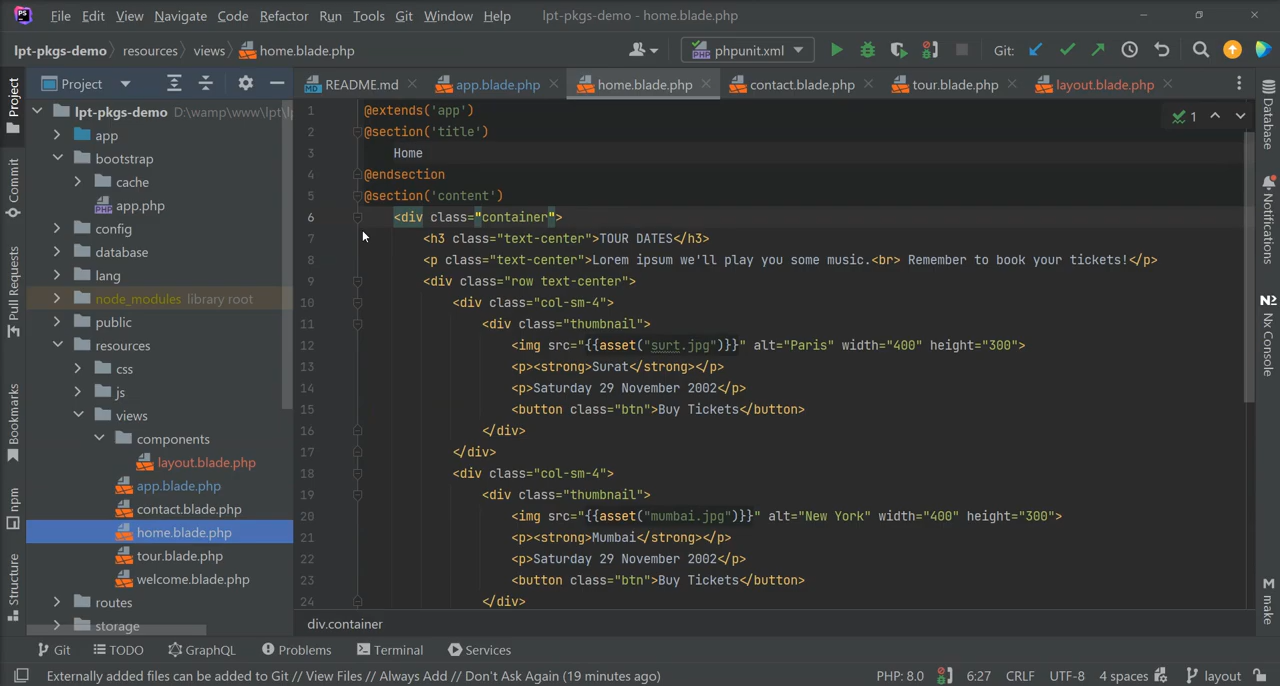 PS File Edit View Navigate Code Refactor Run Tools Git Window Help lpt-pkgs-demo - home.blade.php
lpt-pkgs-demo resources views home.blade.php phpunit.xml Git:
Project README.md app.blade.php home.blade.php contact.blade.php tour.blade.php layout.blade.php
lpt-pkgs-demo D:\wamp\www\lpt\l
app
bootstrap
cache
app.php
config
database
lang
node_modules library root
public
resources
css
js
views
components
layout.blade.php
app.blade.php
contact.blade.php
home.blade.php
tour.blade.php
welcome.blade.php
routes
storage
Project
Commit
Pull Requests
Bookmarks
npm
Structure
1 @extends('app')
2 @section('title')
3 Home
4 @endsection
5 @section('content')
6 <div class="container">
7 <h3 class="text-center">TOUR DATES</h3>
8 <p class="text-center">Lorem ipsum we'll play you some music.<br> Remember to book your tickets!</p>
9 <div class="row text-center">
10 <div class="col-sm-4">
11 <div class="thumbnail">
12 <img src="{{asset("surt.jpg")}}" alt="Paris" width="400" height="300">
13 <p><strong>Surat</strong></p>
14 <p>Saturday 29 November 2002</p>
15 <button class="btn">Buy Tickets</button>
16 </div>
17 </div>
18 <div class="col-sm-4">
19 <div class="thumbnail">
20 <img src="{{asset("mumbai.jpg")}}" alt="New York" width="400" height="300">
21 <p><strong>Mumbai</strong></p>
22 <p>Saturday 29 November 2002</p>
23 <button class="btn">Buy Tickets</button>
24 </div>
1
Database
Notifications
Nx Console
make
div.container
Git TODO GraphQL Problems Terminal Services
Externally added files can be added to Git // View Files // Always Add // Don't Ask Again (19 minutes ago) PHP: 8.0 6:27 CRLF UTF-8 4 spaces layout